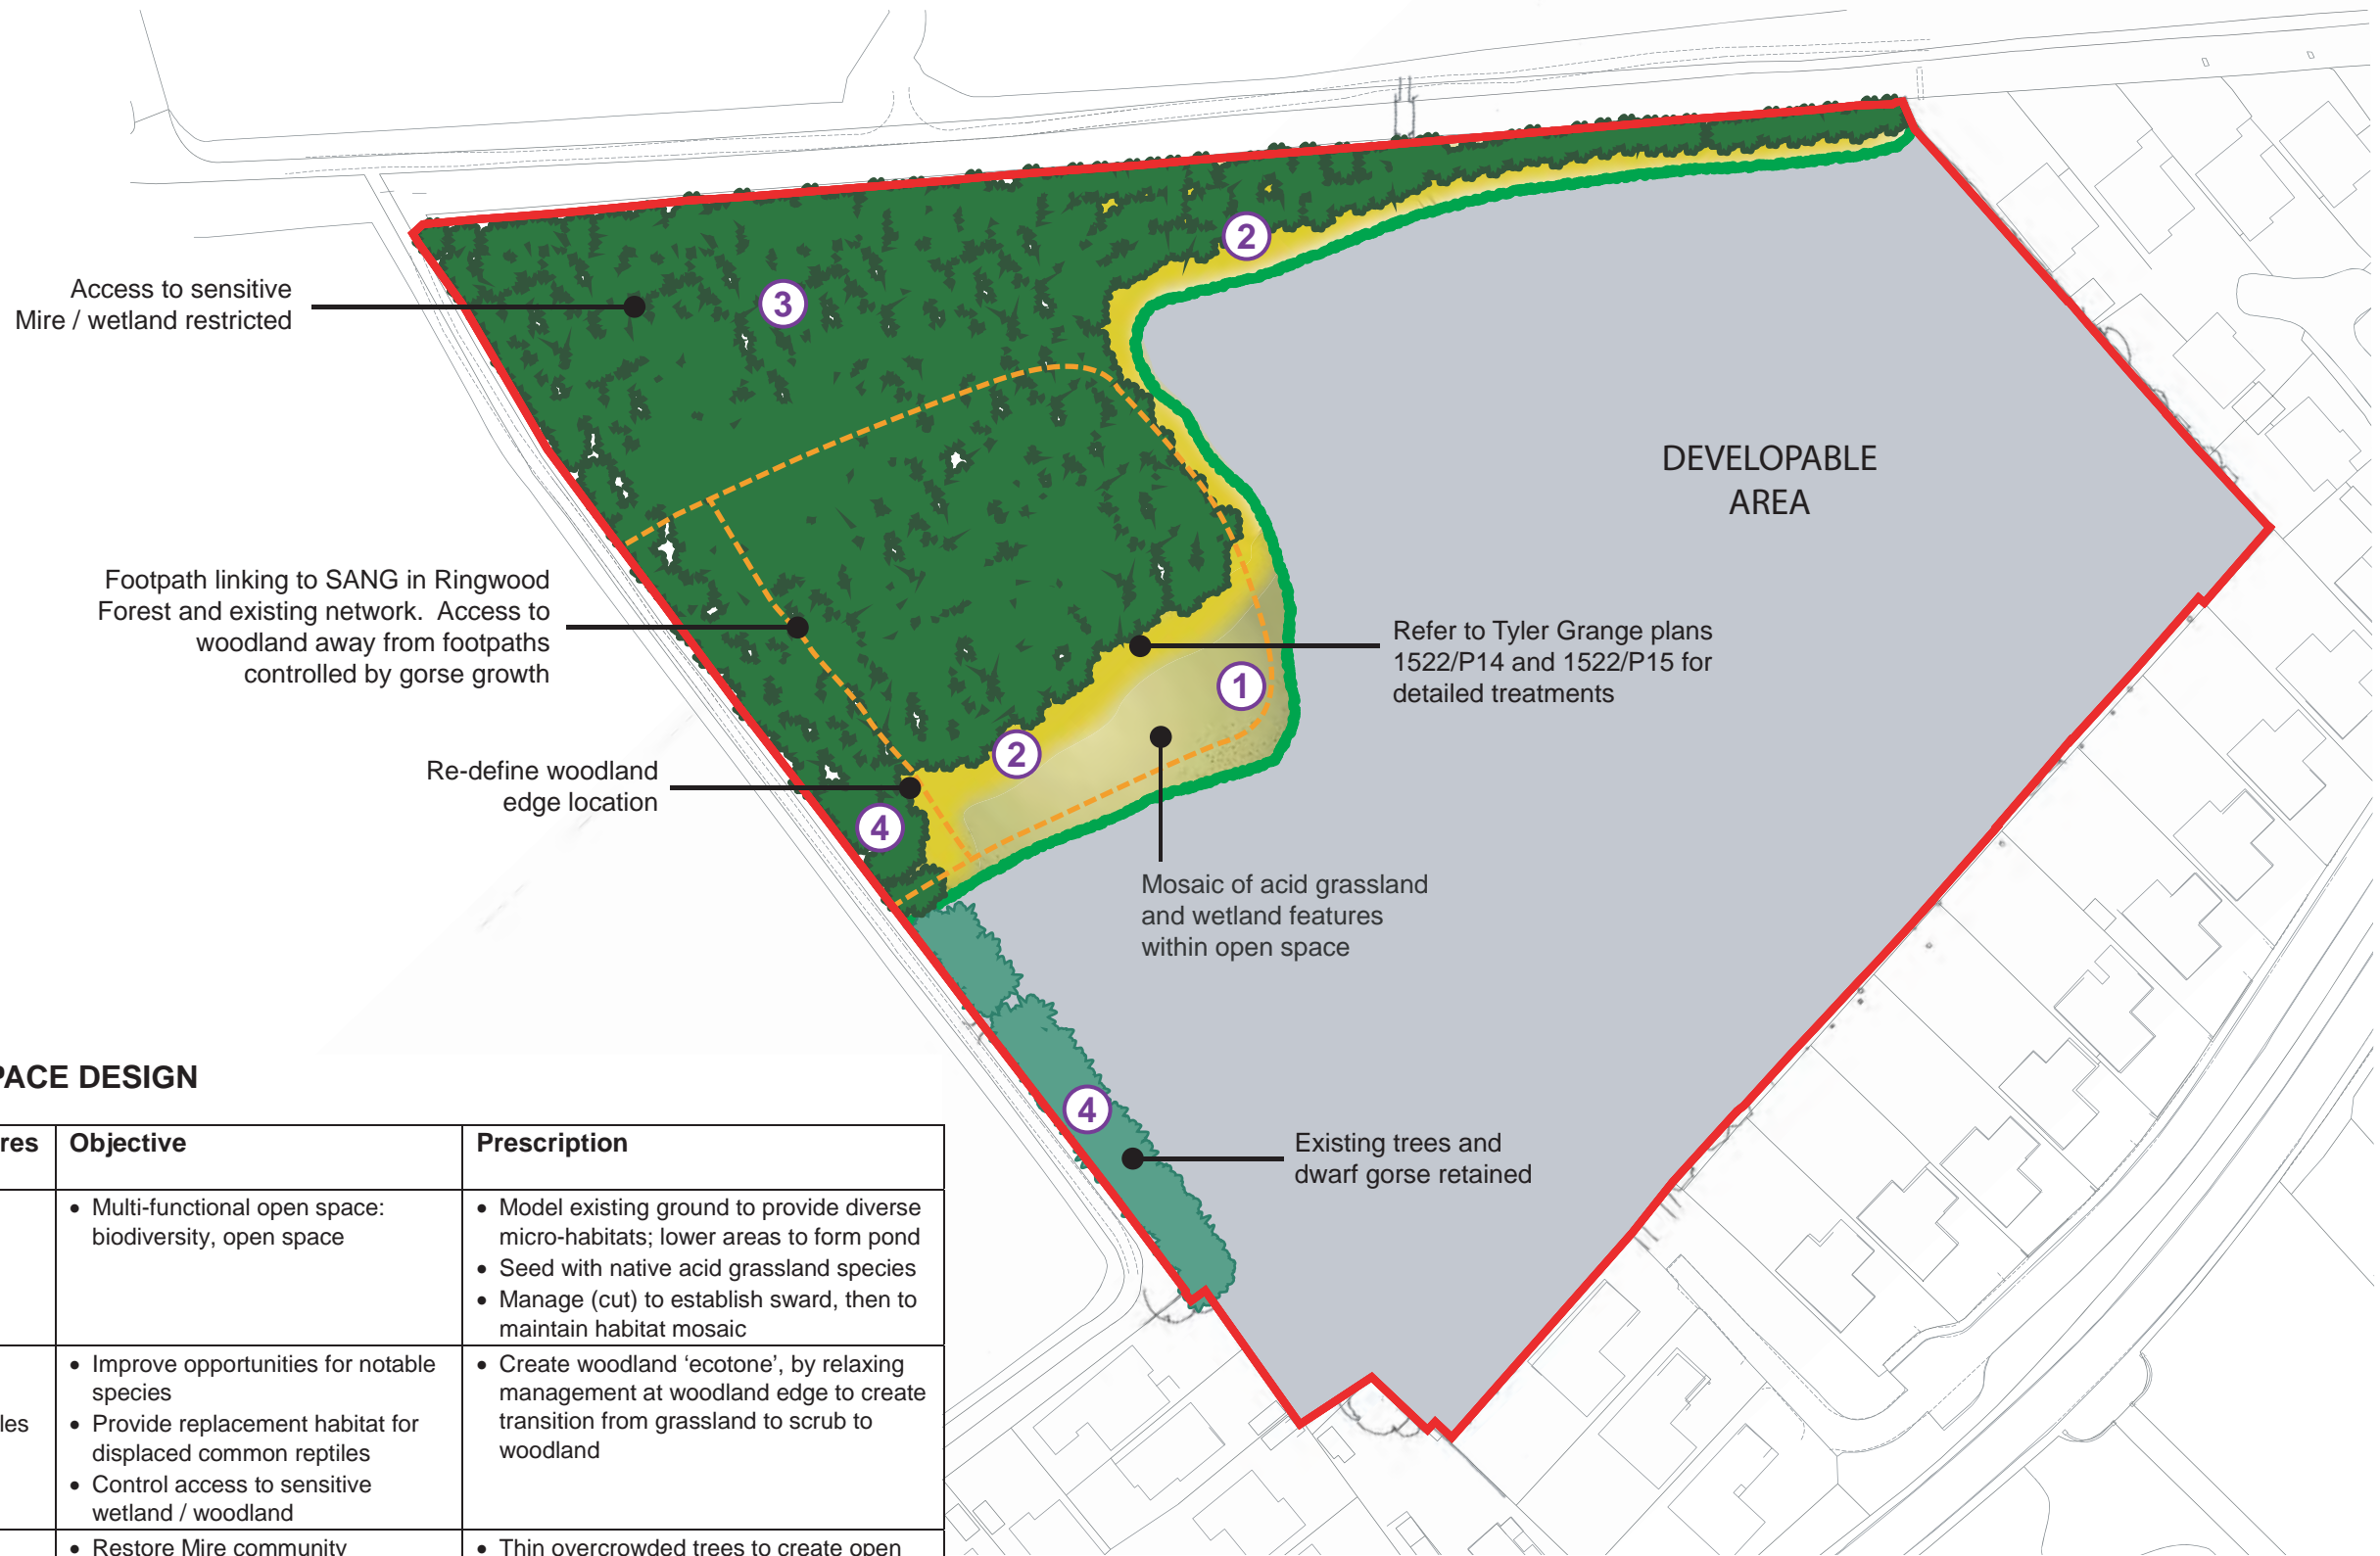 Access to sensitive
Mire / wetland restricted
3
2
DEVELOPABLE
AREA
Footpath linking to SANG in Ringwood
Forest and existing network.  Access to
woodland away from footpaths
controlled by gorse growth
Refer to Tyler Grange plans
1522/P14 and 1522/P15 for
detailed treatments
1
2
Re-define woodland
edge location
4
Mosaic of acid grassland
and wetland features
within open space
4
Existing trees and
dwarf gorse retained
PACE DESIGN
res
Objective
Prescription
• Multi-functional open space:
biodiversity, open space
• Model existing ground to provide diverse
micro-habitats; lower areas to form pond
• Seed with native acid grassland species
• Manage (cut) to establish sward, then to
maintain habitat mosaic
les
• Improve opportunities for notable
species
• Provide replacement habitat for
displaced common reptiles
• Control access to sensitive
wetland / woodland
• Create woodland ‘ecotone’, by relaxing
management at woodland edge to create
transition from grassland to scrub to
woodland
• Restore Mire community
• Thin overcrowded trees to create open